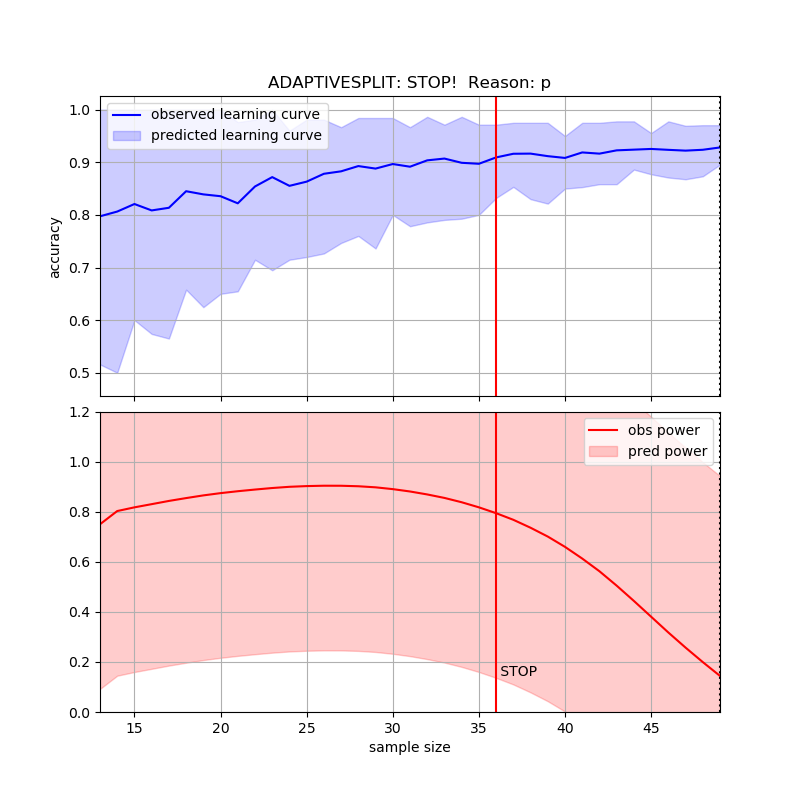 ADAPTIVESPLIT: STOP!  Reason: p
1.0
0.9
0.8
0.7
0.6
0.5
accuracy
observed learning curve
predicted learning curve
1.2
1.0
0.8
0.6
0.4
0.2
0.0
obs power
pred power
STOP
15 20 25 30 35 40 45
sample size